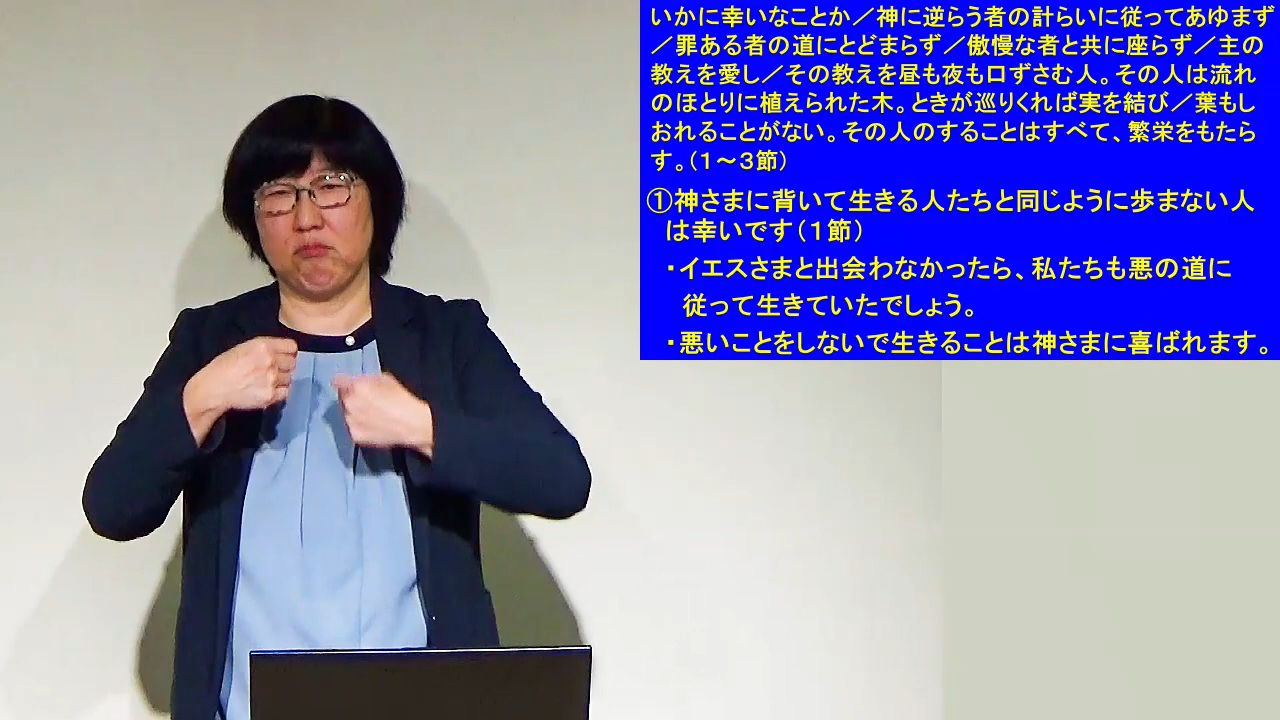 いかに幸いなことか／神に逆らう者の計らいに従ってあゆまず
／罪ある者の道にとどまらず／傲慢な者と共に座らず／主の
教えを愛し／その教えを昼も夜も口ずさむ人。その人は流れ
のほとりに植えられた木。ときが巡りくれば実を結び／葉もし
おれることがない。その人のすることはすべて、繁栄をもたら
す。（１～３節）
①神さまに背いて生きる人たちと同じように歩まない人
は幸いです（１節）
・イエスさまと出会わなかったら、私たちも悪の道に
従って生きていたでしょう。
・悪いことをしないで生きることは神さまに喜ばれます。